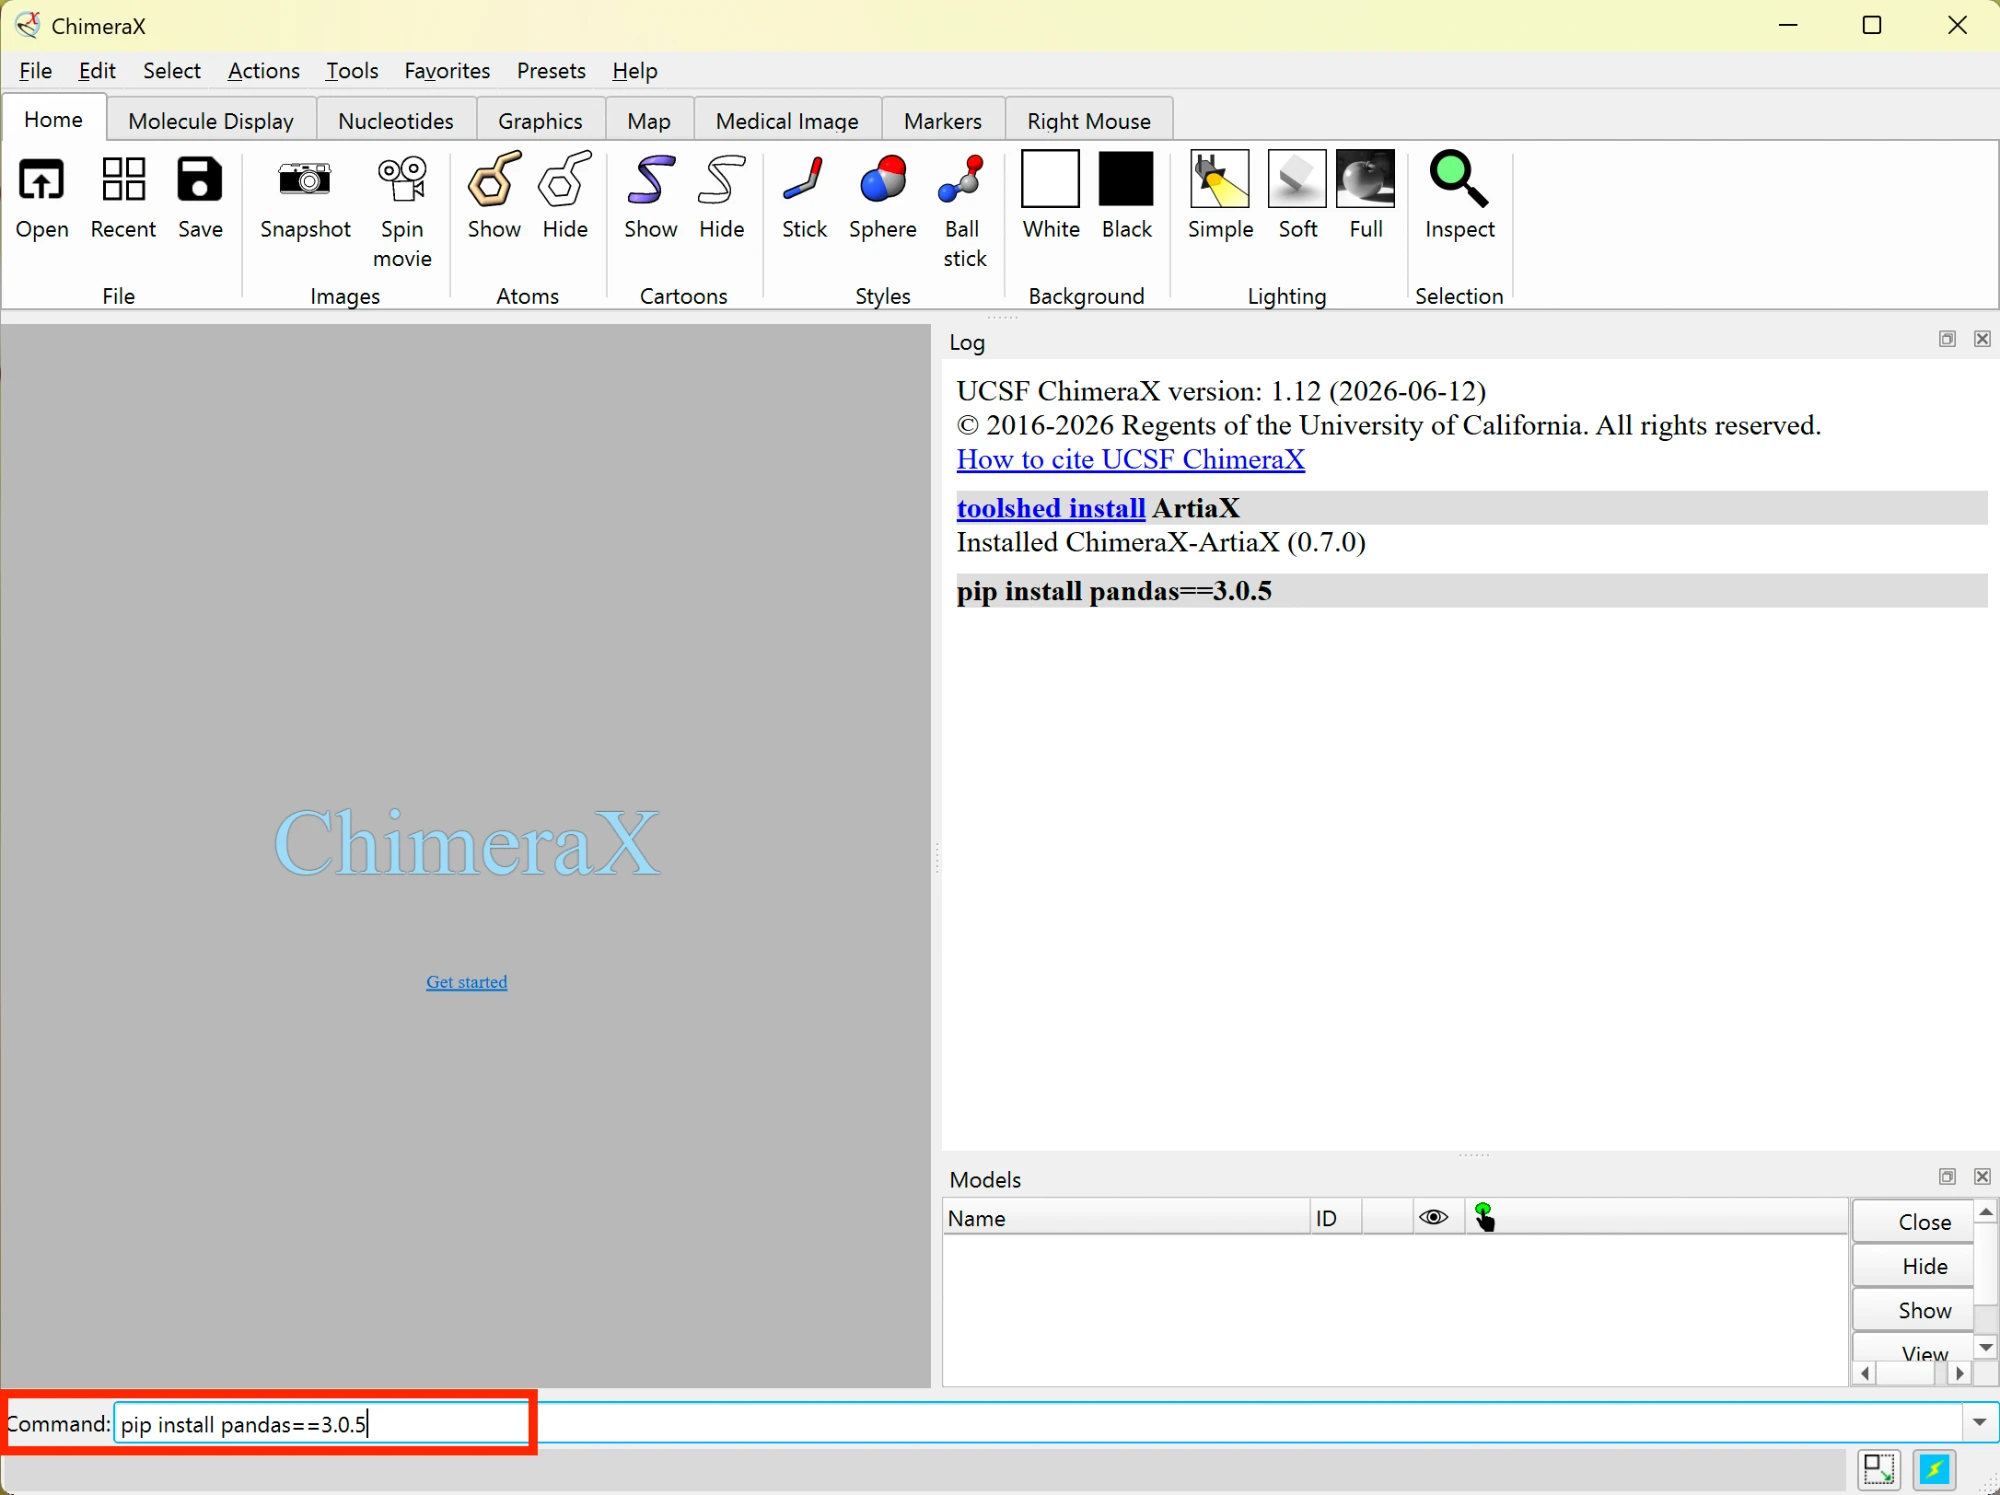 ChimeraX
File Edit Select Actions Tools Favorites Presets Help
Home Molecule Display Nucleotides Graphics Map Medical Image Markers Right Mouse
Open Recent Save Snapshot Spin movie Show Hide Show Hide Stick Sphere Ball stick White Black Simple Soft Full Inspect
File Images Atoms Cartoons Styles Background Lighting Selection
Log
UCSF ChimeraX version: 1.12 (2026-06-12)
© 2016-2026 Regents of the University of California. All rights reserved.
How to cite UCSF ChimeraX
toolshed install ArtiaX
Installed ChimeraX-ArtiaX (0.7.0)
pip install pandas==3.0.5
ChimeraX
Get started
Models
Name ID
Close
Hide
Show
View
Command: pip install pandas==3.0.5